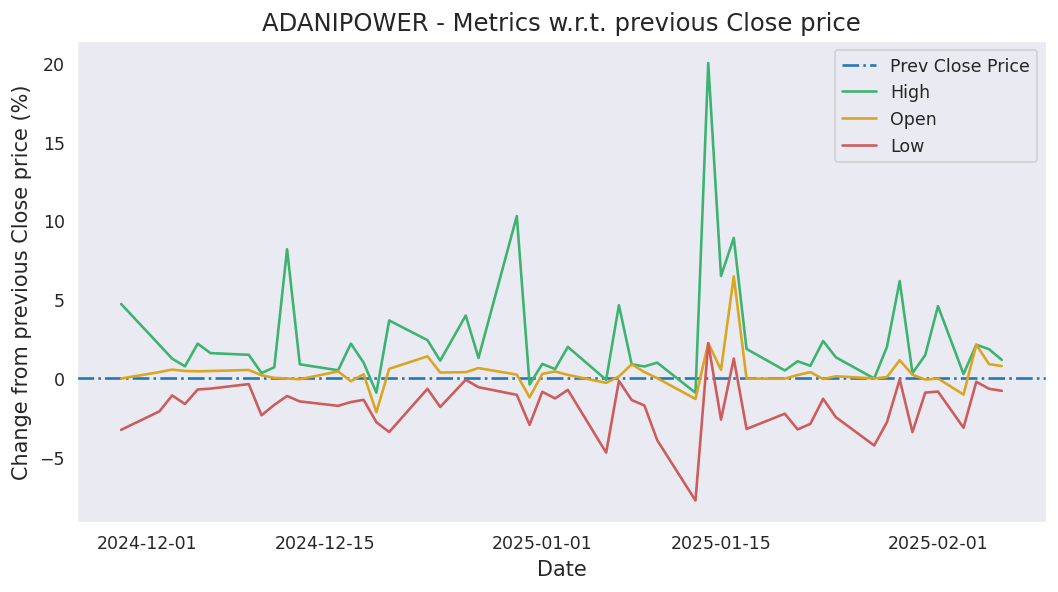 ADANIPOWER - Metrics w.r.t. previous Close price
Prev Close Price
High
Open
Low
Change from previous Close price (%)
20
15
10
5
0
−5
2024-12-01
2024-12-15
2025-01-01
2025-01-15
2025-02-01
Date